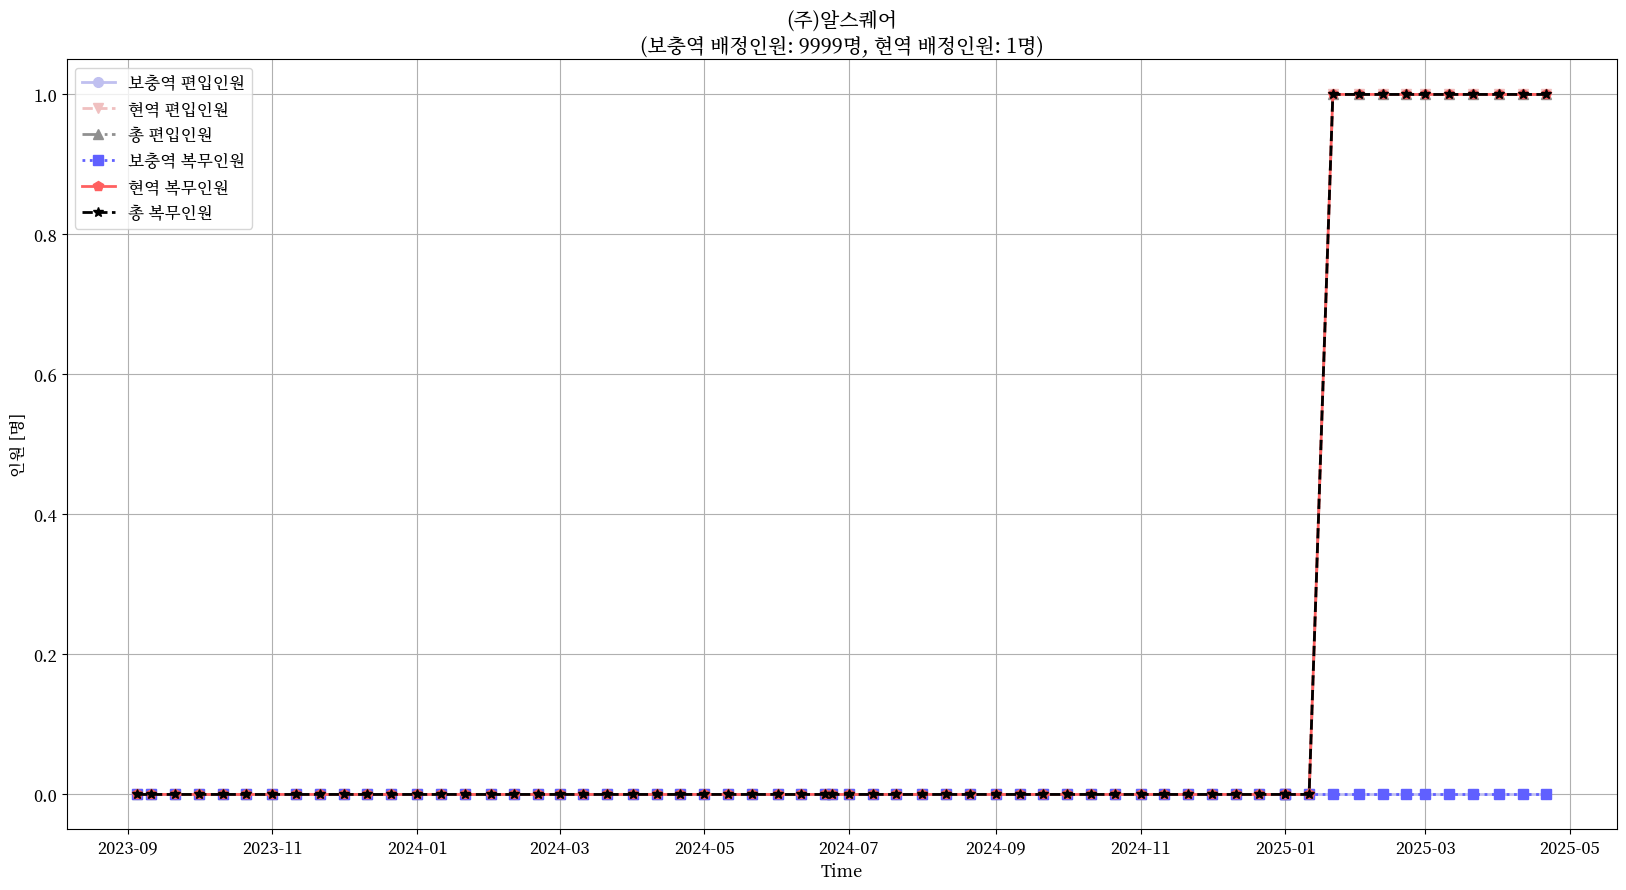 (주)알스퀘어
(보충역 배정인원: 9999명, 현역 배정인원: 1명)
보충역 편입인원
현역 편입인원
총 편입인원
보충역 복무인원
현역 복무인원
총 복무인원
1.0
0.8
0.6
0.4
0.2
0.0
인원 [명]
2023-09
2023-11
2024-01
2024-03
2024-05
2024-07
2024-09
2024-11
2025-01
2025-03
2025-05
Time